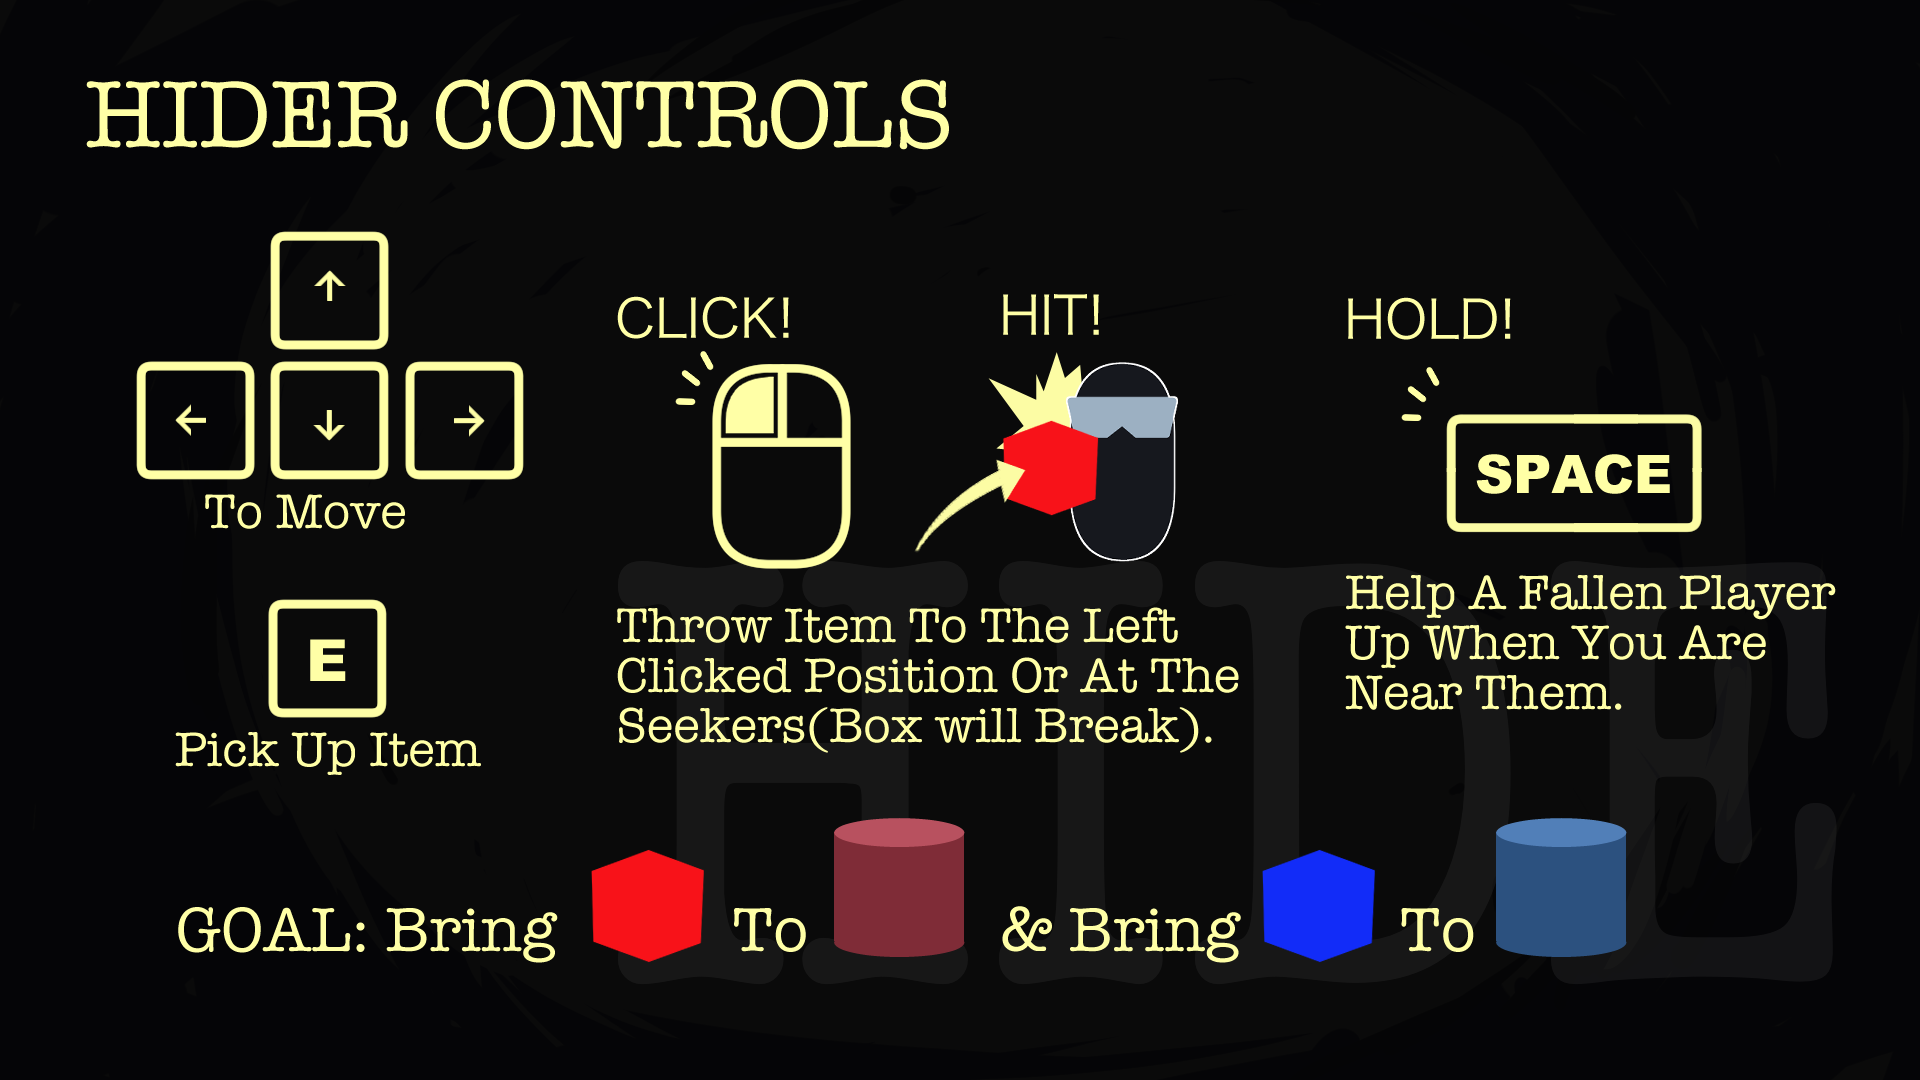 HIDER CONTROLS
↑
← ↓ →
To Move
E
Pick Up Item
CLICK!
HIT!
Throw Item To The Left
Clicked Position Or At The
Seekers(Box will Break).
HOLD!
SPACE
Help A Fallen Player
Up When You Are
Near Them.
HIDE
GOAL: Bring To & Bring To